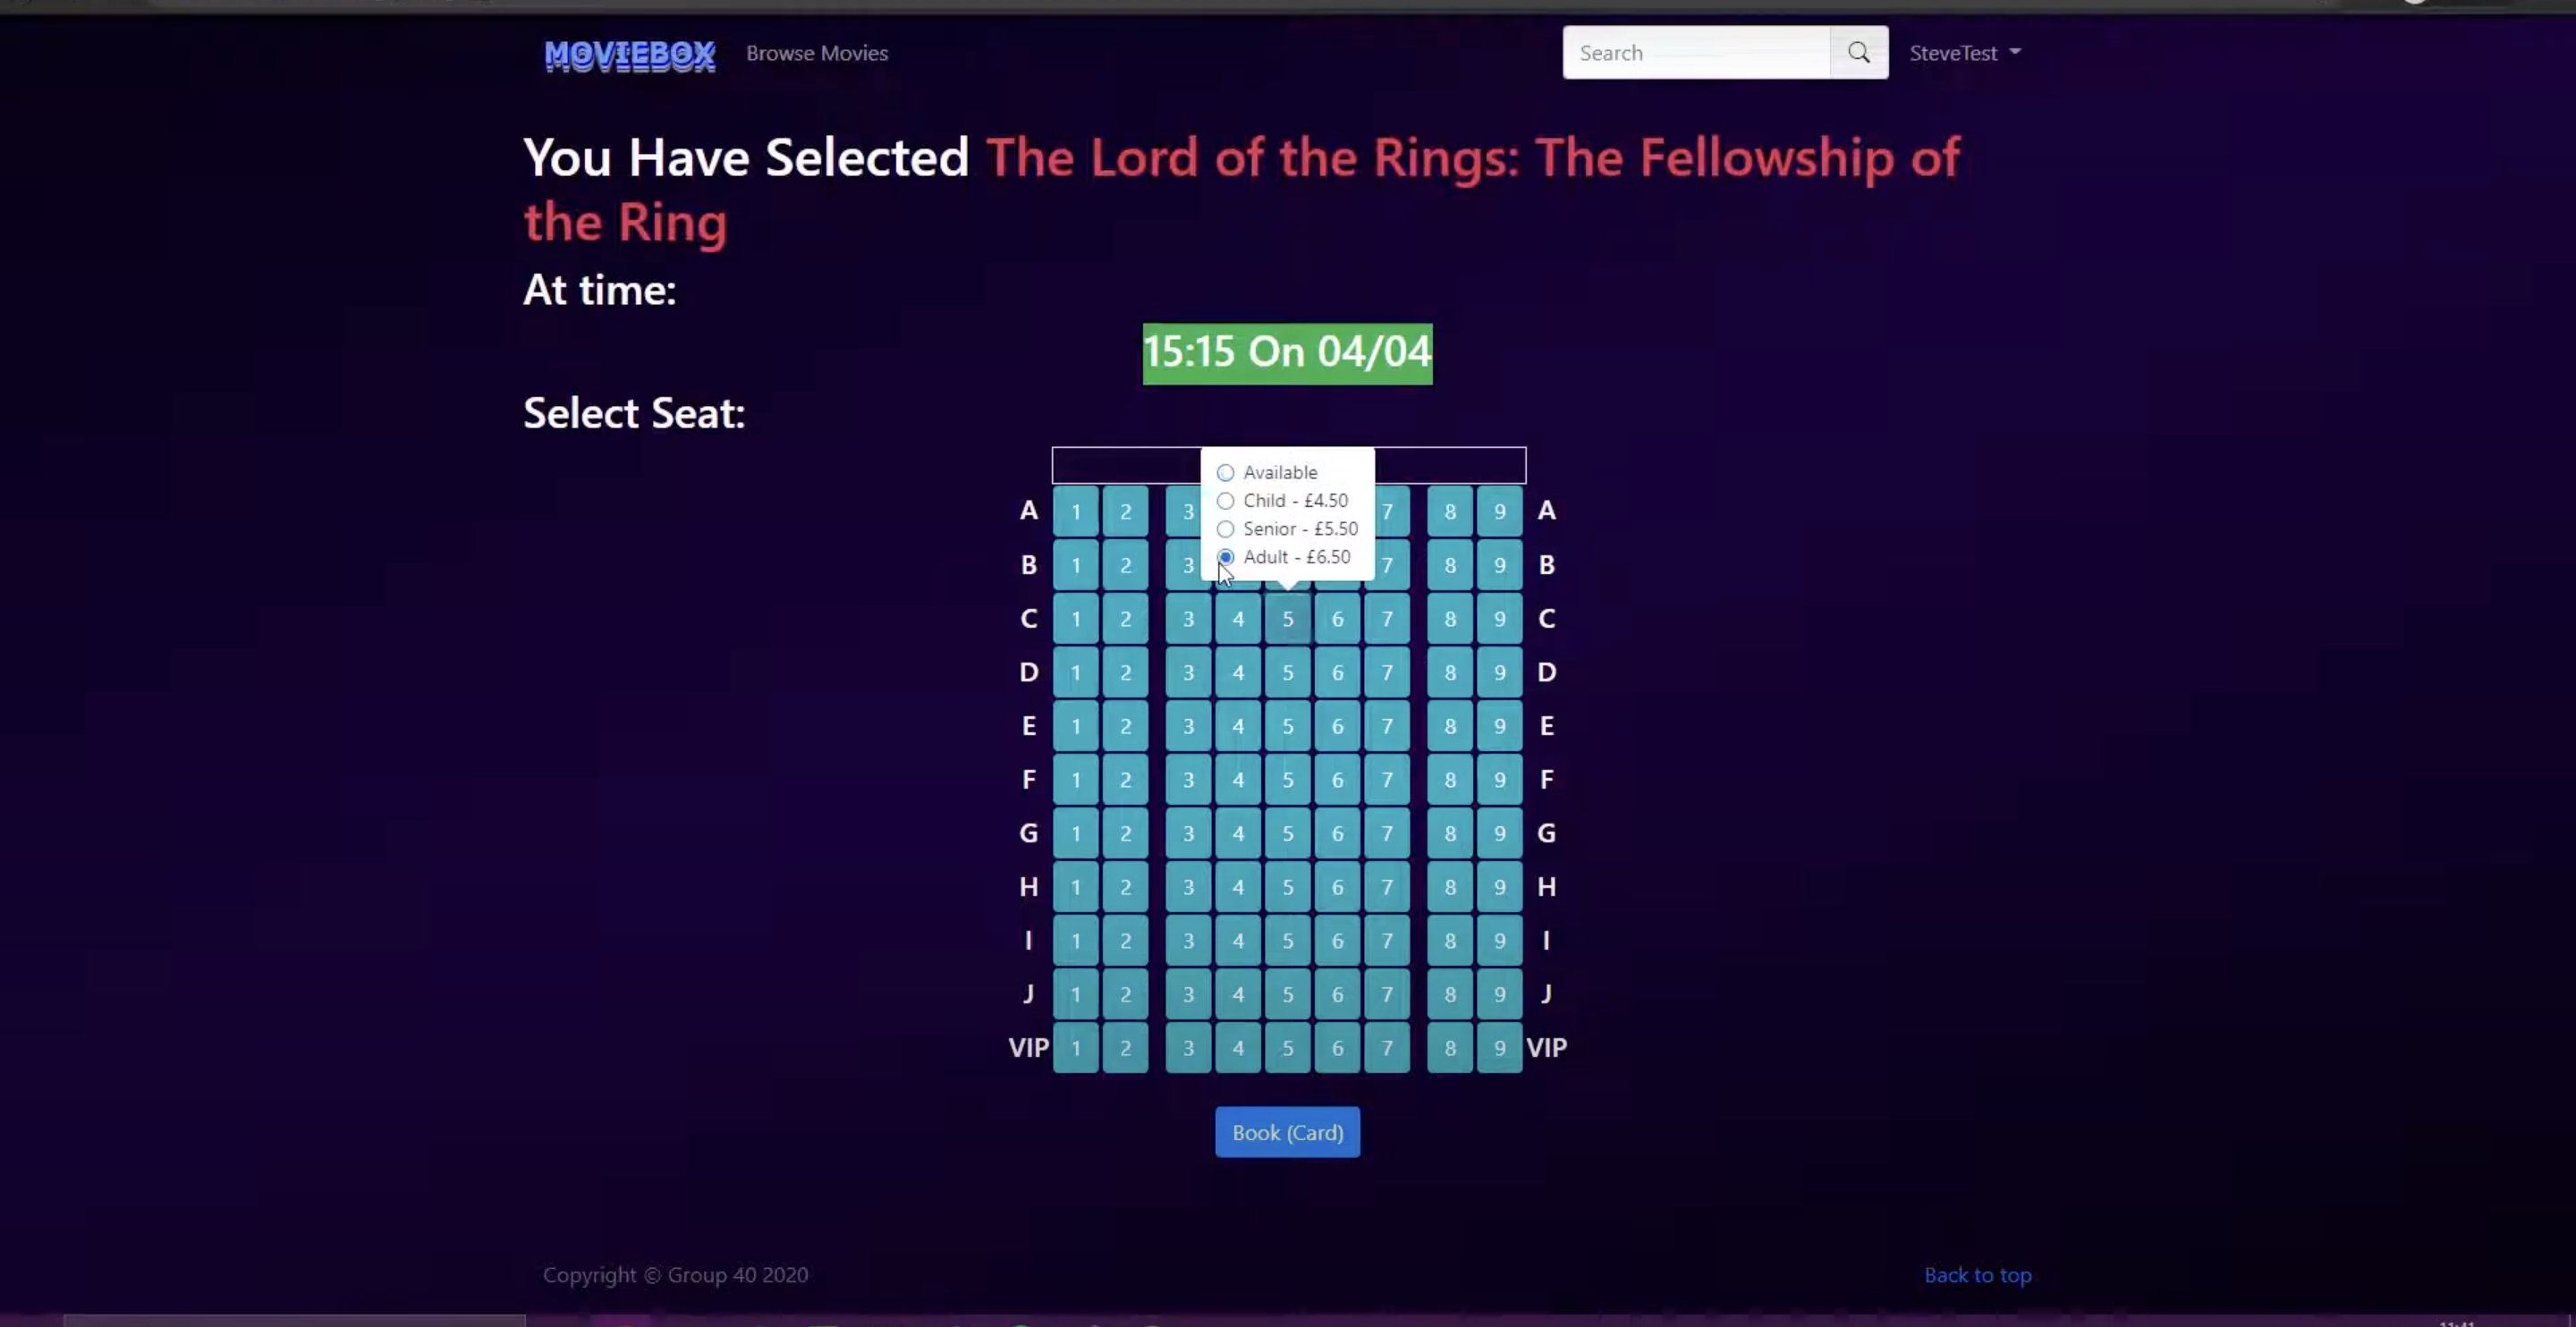 MOVIEBOX Browse Movies Search SteveTest
You Have Selected The Lord of the Rings: The Fellowship of
the Ring
At time:
15:15 On 04/04
Select Seat:
Available
Child - £4.50
Senior - £5.50
Adult - £6.50
A 1 2 3 7 8 9 A
B 1 2 3 7 8 9 B
C 1 2 3 4 5 6 7 8 9 C
D 1 2 3 4 5 6 7 8 9 D
E 1 2 3 4 5 6 7 8 9 E
F 1 2 3 4 5 6 7 8 9 F
G 1 2 3 4 5 6 7 8 9 G
H 1 2 3 4 5 6 7 8 9 H
I 1 2 3 4 5 6 7 8 9 I
J 1 2 3 4 5 6 7 8 9 J
VIP 1 2 3 4 5 6 7 8 9 VIP
Book (Card)
Copyright © Group 40 2020 Back to top